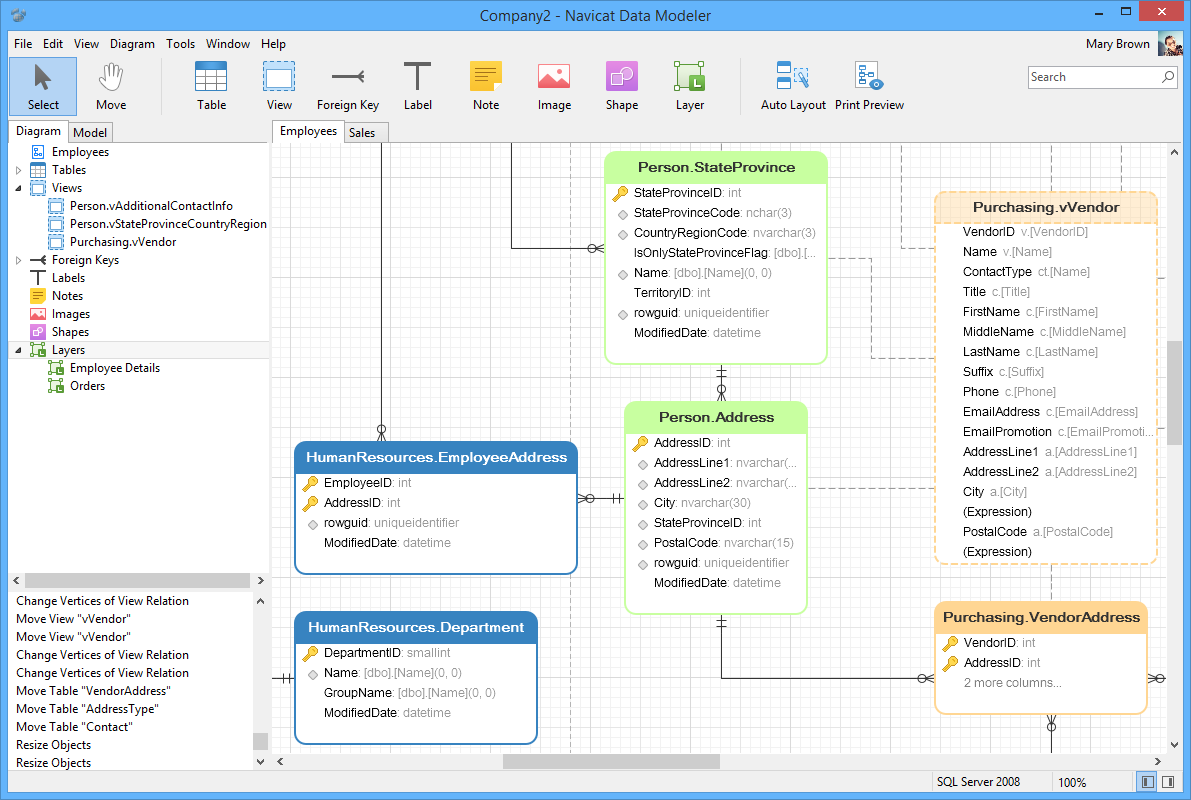 Company2 - Navicat Data Modeler
File Edit View Diagram Tools Window Help
Mary Brown
Select
Move
Table
View
Foreign Key
Label
Note
Image
Shape
Layer
Auto Layout
Print Preview
Search
Diagram
Model
Employees
Tables
Views
Person.vAdditionalContactInfo
Person.vStateProvinceCountryRegion
Purchasing.vVendor
Foreign Keys
Labels
Notes
Images
Shapes
Layers
Employee Details
Orders
Change Vertices of View Relation
Move View "vVendor"
Move View "vVendor"
Change Vertices of View Relation
Change Vertices of View Relation
Move Table "VendorAddress"
Move Table "AddressType"
Move Table "Contact"
Resize Objects
Resize Objects
Employees
Sales
Person.StateProvince
StateProvinceID: int
StateProvinceCode: nchar(3)
CountryRegionCode: nvarchar(3)
IsOnlyStateProvinceFlag: [dbo].[...
Name: [dbo].[Name](0, 0)
TerritoryID: int
rowguid: uniqueidentifier
ModifiedDate: datetime
Person.Address
AddressID: int
AddressLine1: nvarchar(...
AddressLine2: nvarchar(...
City: nvarchar(30)
StateProvinceID: int
PostalCode: nvarchar(15)
rowguid: uniqueidentifier
ModifiedDate: datetime
HumanResources.EmployeeAddress
EmployeeID: int
AddressID: int
rowguid: uniqueidentifier
ModifiedDate: datetime
HumanResources.Department
DepartmentID: smallint
Name: [dbo].[Name](0, 0)
GroupName: [dbo].[Name](0, 0)
ModifiedDate: datetime
Purchasing.vVendor
VendorID v.[VendorID]
Name v.[Name]
ContactType ct.[Name]
Title c.[Title]
FirstName c.[FirstName]
MiddleName c.[MiddleName]
LastName c.[LastName]
Suffix c.[Suffix]
Phone c.[Phone]
EmailAddress c.[EmailAddress]
EmailPromotion c.[EmailPromoti...
AddressLine1 a.[AddressLine1]
AddressLine2 a.[AddressLine2]
City a.[City]
(Expression)
PostalCode a.[PostalCode]
(Expression)
Purchasing.VendorAddress
VendorID: int
AddressID: int
2 more columns...
SQL Server 2008
100%